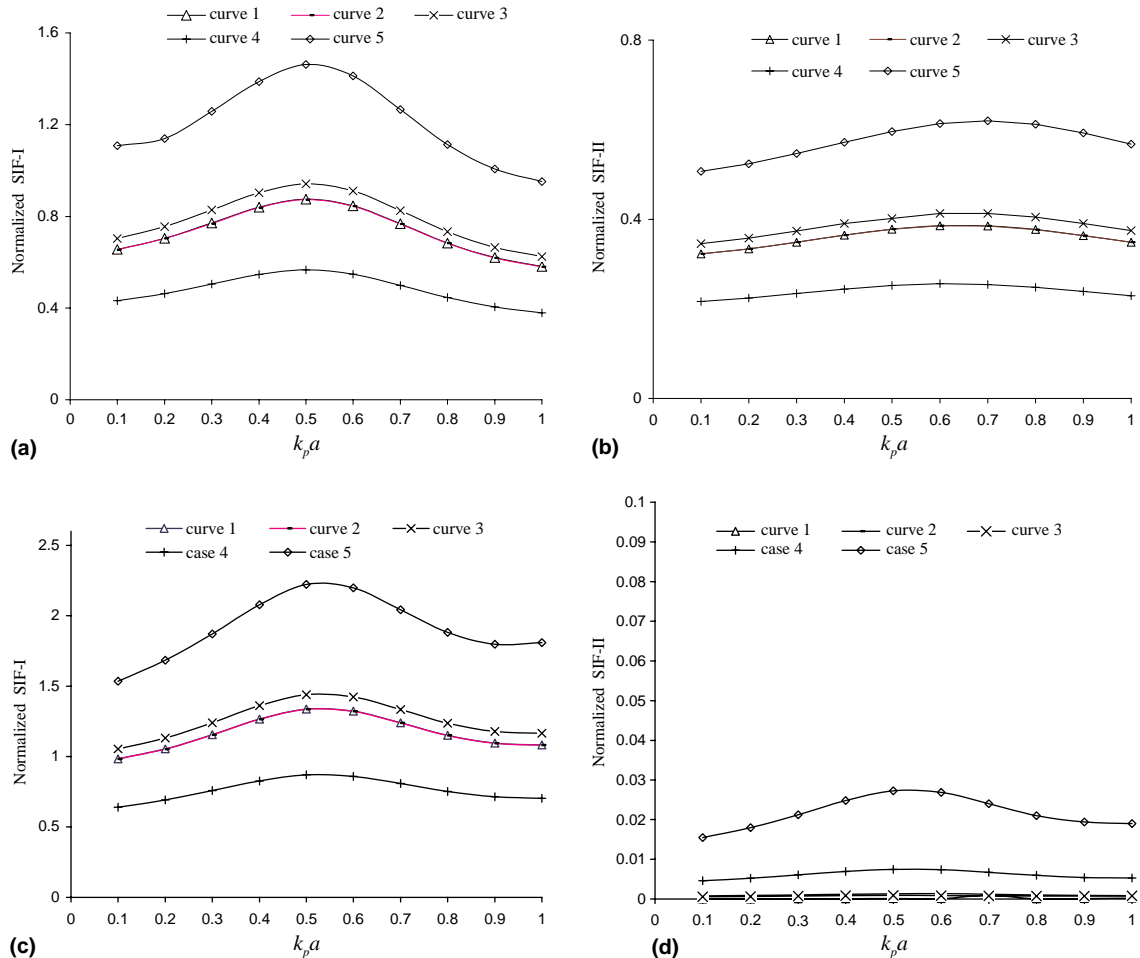 curve 1 curve 2 curve 3
curve 4 curve 5
1.6
1.2
0.8
0.4
0
Normalized SIF-I
0 0.1 0.2 0.3 0.4 0.5 0.6 0.7 0.8 0.9 1
(a)
k_p a
curve 1 curve 2 curve 3
curve 4 curve 5
0.8
0.4
0
Normalized SIF-II
0 0.1 0.2 0.3 0.4 0.5 0.6 0.7 0.8 0.9 1
(b)
k_p a
curve 1 curve 2 curve 3
case 4 case 5
2.5
2
1.5
1
0.5
0
Normalized SIF-I
0 0.1 0.2 0.3 0.4 0.5 0.6 0.7 0.8 0.9 1
(c)
k_p a
curve 1 curve 2 curve 3
case 4 case 5
0.1
0.09
0.08
0.07
0.06
0.05
0.04
0.03
0.02
0.01
0
Normalized SIF-II
0 0.1 0.2 0.3 0.4 0.5 0.6 0.7 0.8 0.9 1
(d)
k_p a